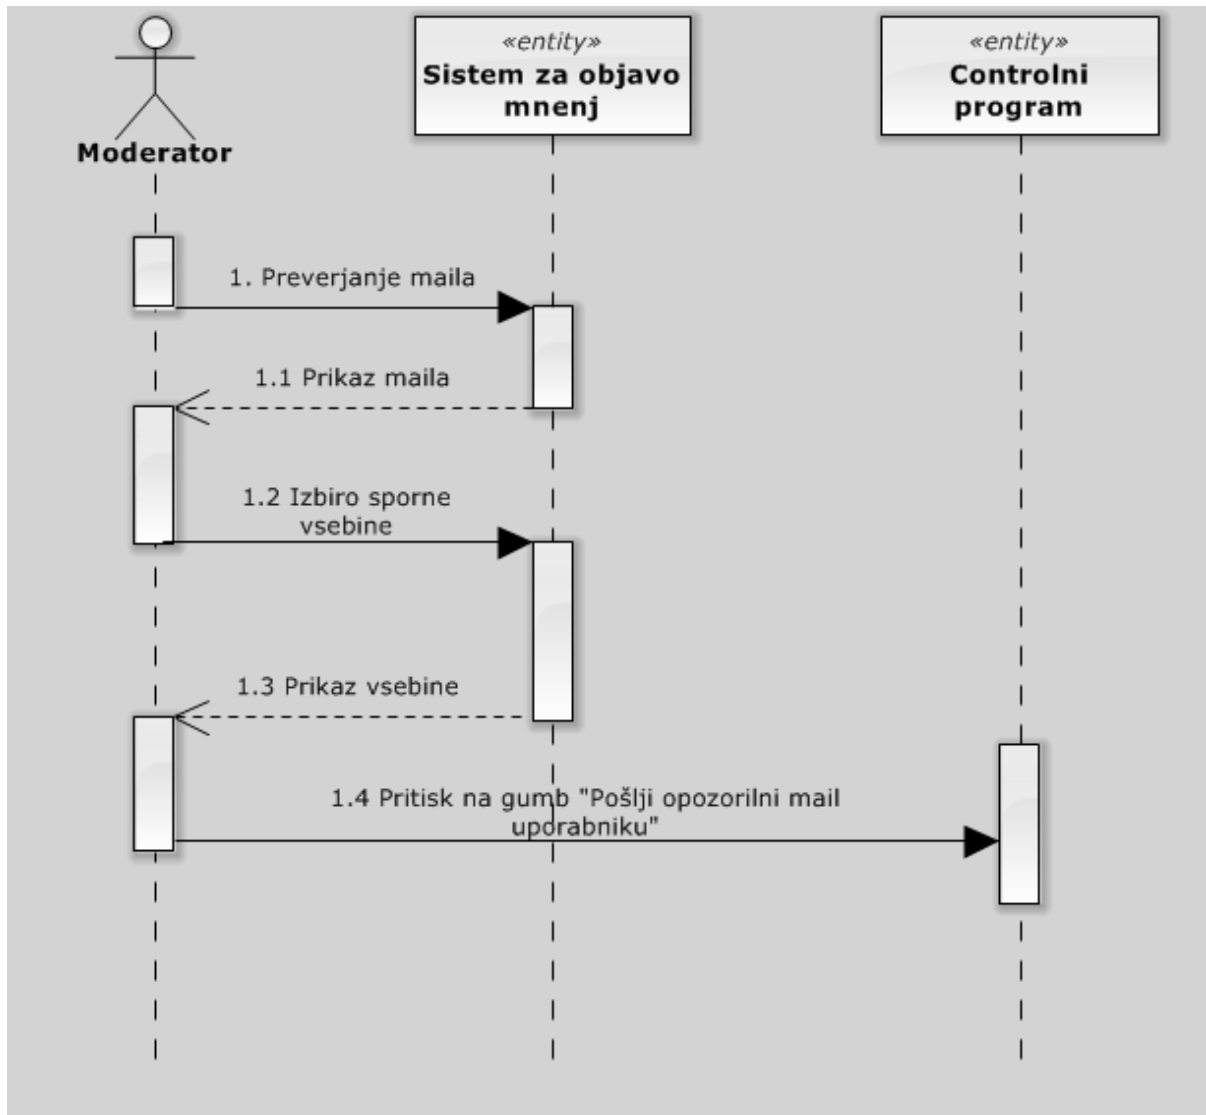 «entity»
Sistem za objavo
mnenj
«entity»
Controlni
program
Moderator
1. Preverjanje maila
1.1 Prikaz maila
1.2 Izbiro sporne
vsebine
1.3 Prikaz vsebine
1.4 Pritisk na gumb "Pošlji opozorilni mail
uporabniku"